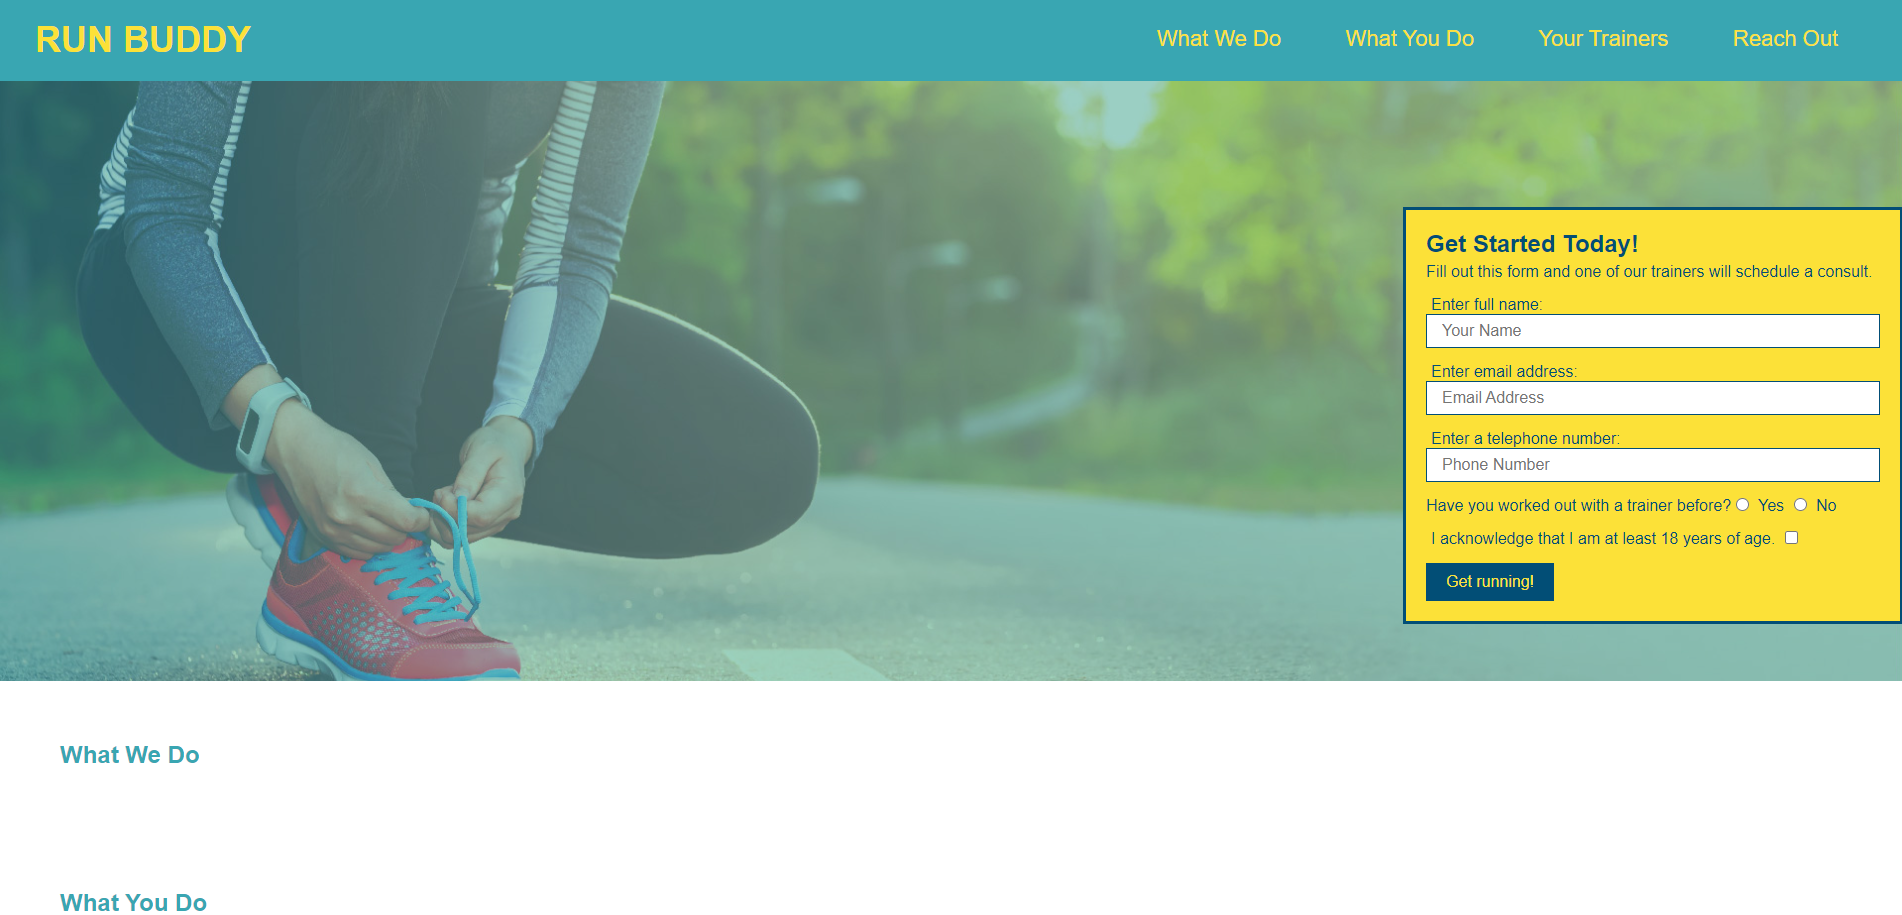 RUN BUDDY
What We Do
What You Do
Your Trainers
Reach Out
Get Started Today!
Fill out this form and one of our trainers will schedule a consult.
Enter full name:
Your Name
Enter email address:
Email Address
Enter a telephone number:
Phone Number
Have you worked out with a trainer before? Yes No
I acknowledge that I am at least 18 years of age.
Get running!
What We Do
What You Do